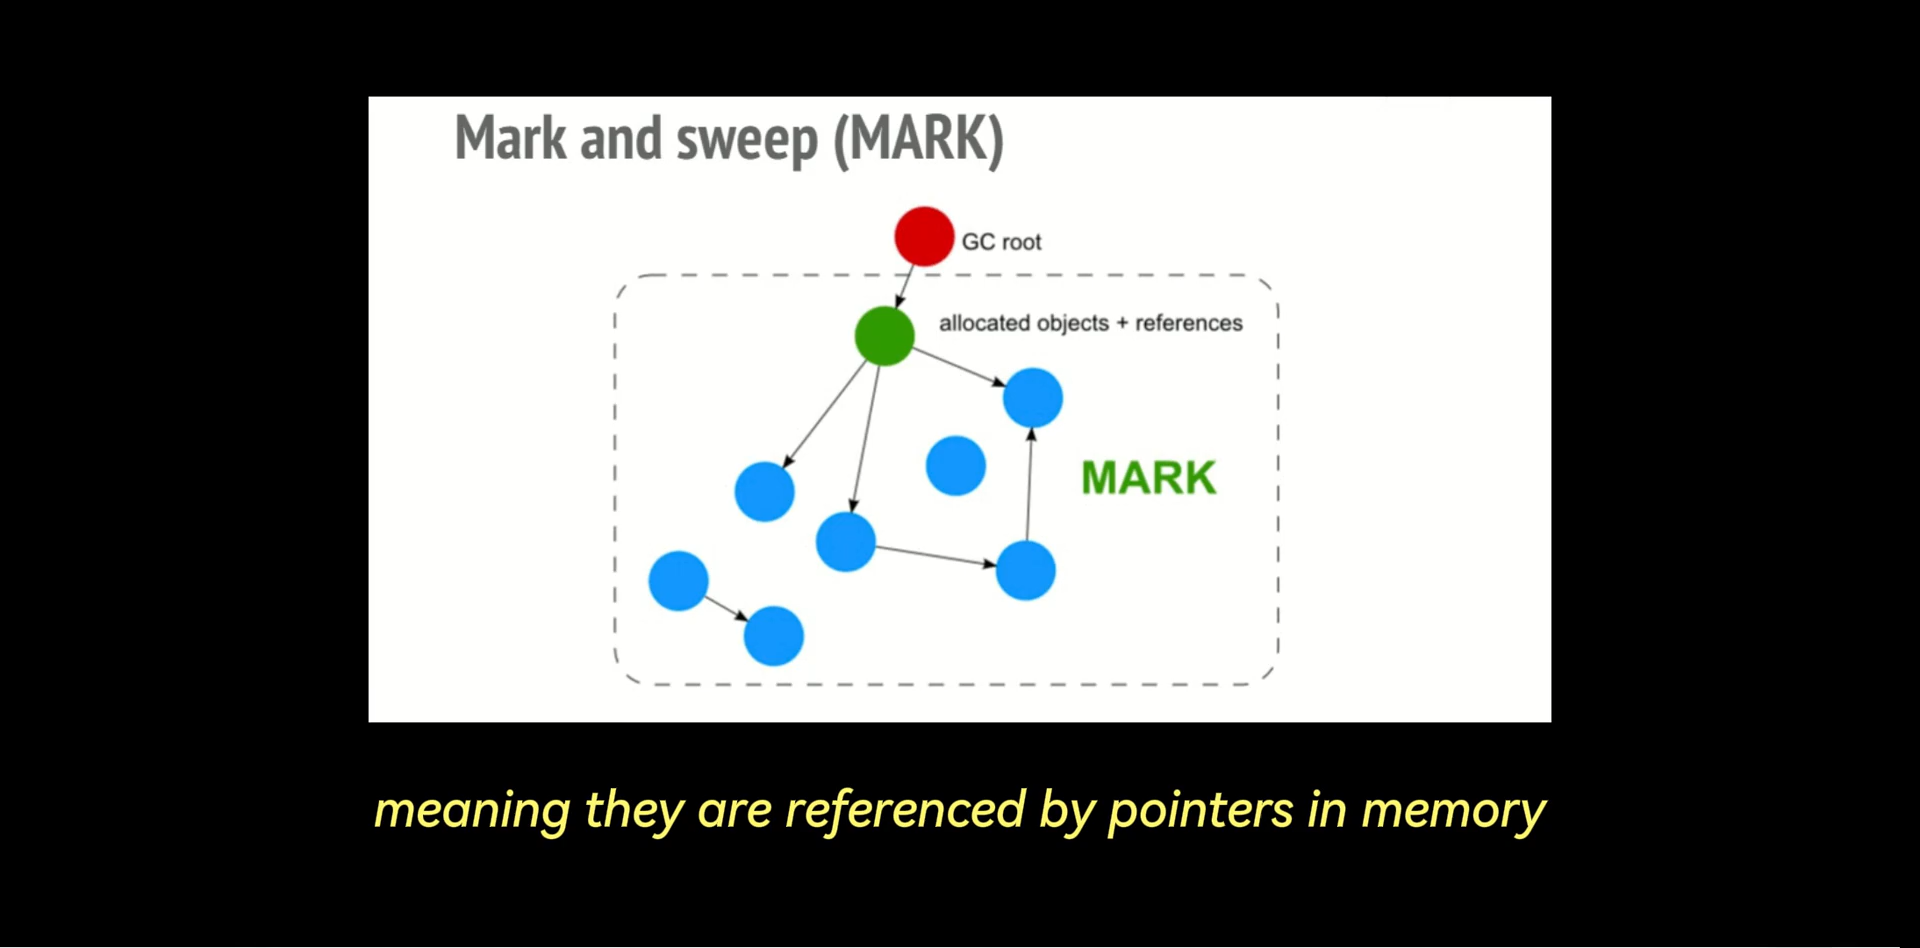 Mark and sweep (MARK)
GC root
allocated objects + references
MARK
meaning they are referenced by pointers in memory